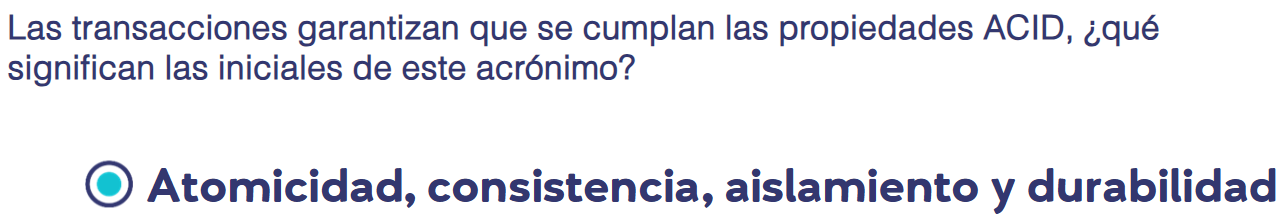 Las transacciones garantizan que se cumplan las propiedades ACID, ¿qué
significan las iniciales de este acrónimo?
Atomicidad, consistencia, aislamiento y durabilidad